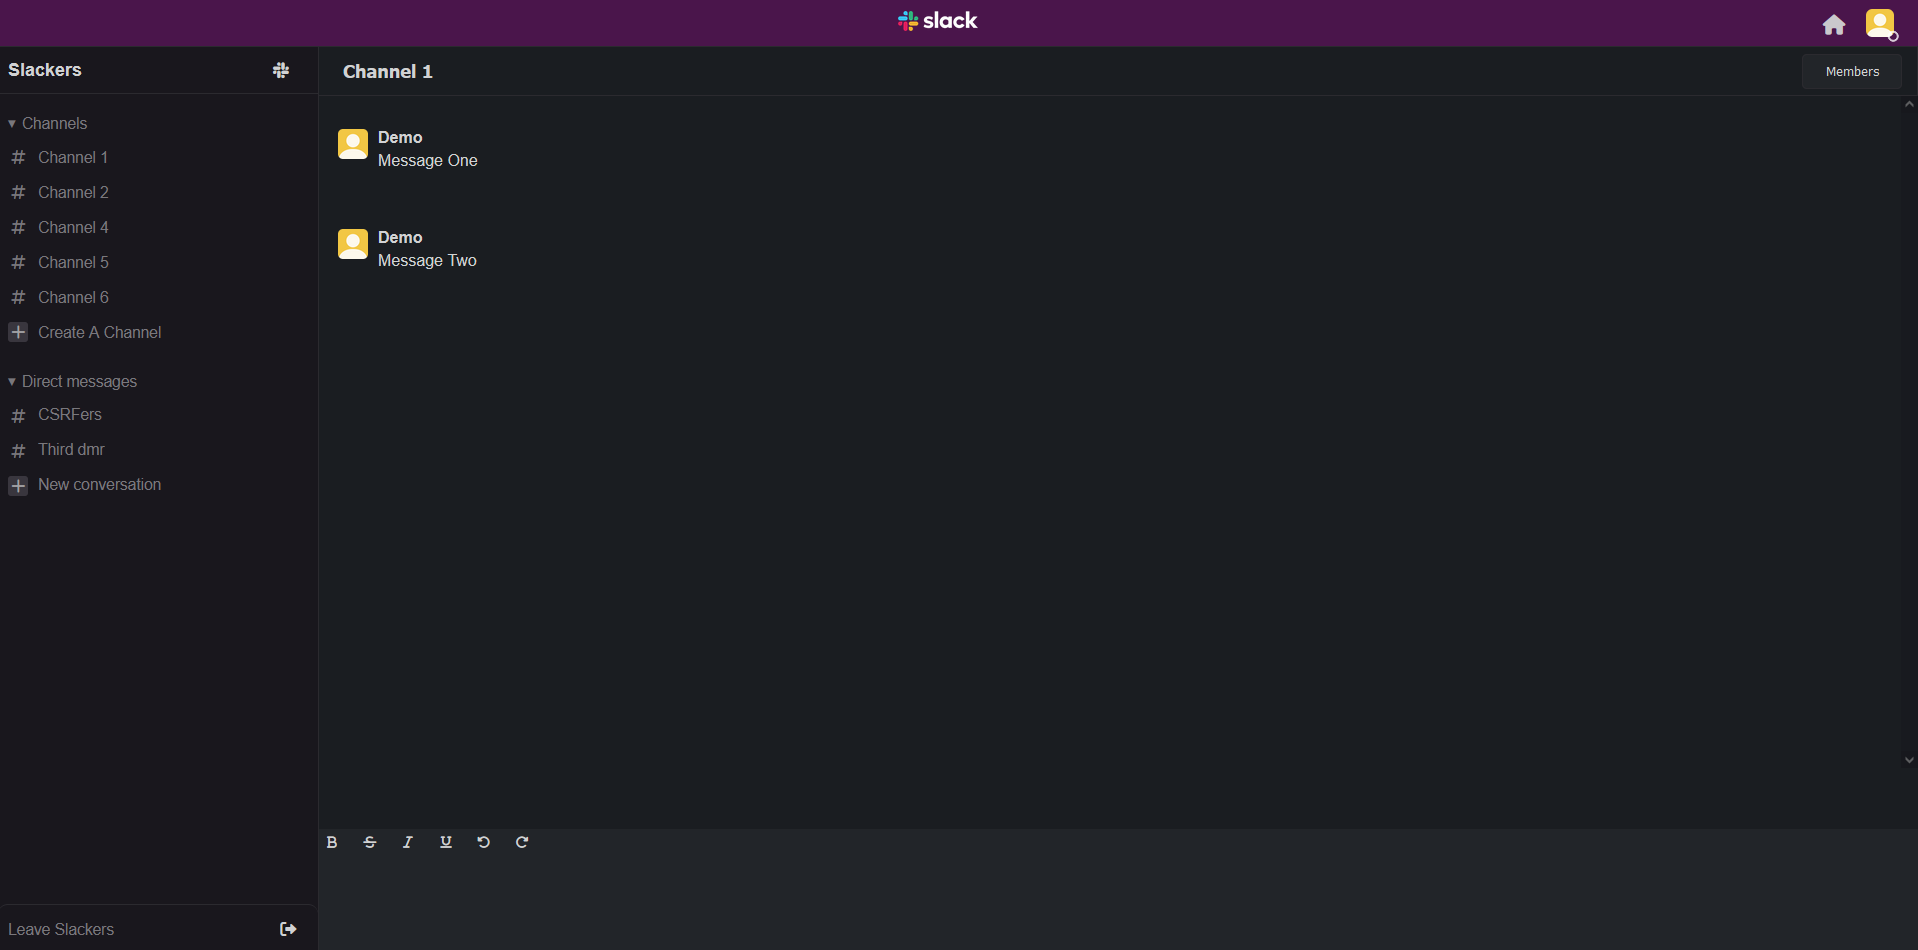 slack
Slackers
Channels
Channel 1
Channel 2
Channel 4
Channel 5
Channel 6
Create A Channel
Direct messages
CSRFers
Third dmr
New conversation
Leave Slackers
Channel 1
Members
Demo
Message One
Demo
Message Two
B S I U